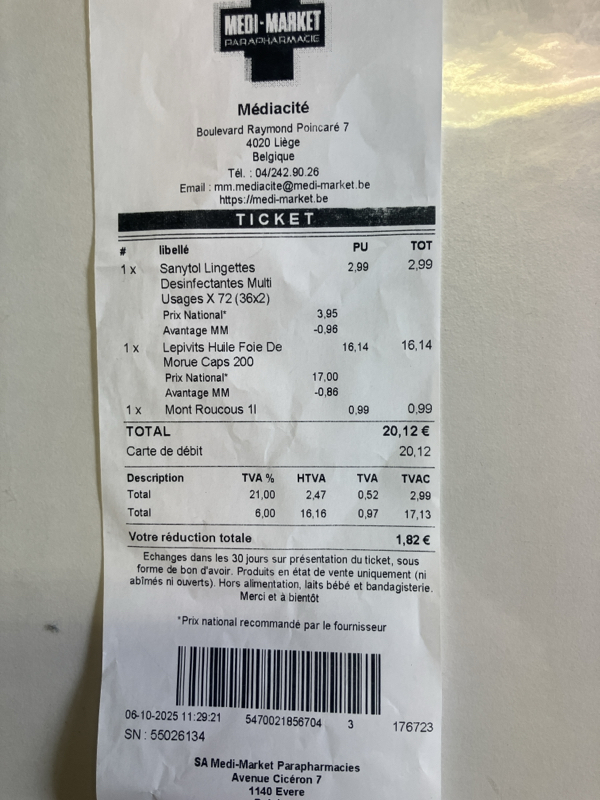 MEDI-MARKET
PARAPHARMACIE
Médiacité
Boulevard Raymond Poincaré 7
4020 Liège
Belgique
Tél. : 04/242.90.26
Email : mm.mediacite@medi-market.be
https://medi-market.be
TICKET
# libellé PU TOT
1 x Sanytol Lingettes 2,99 2,99
Desinfectantes Multi
Usages X 72 (36x2)
Prix National* 3,95
Avantage MM -0,96
1 x Lepivits Huile Foie De 16,14 16,14
Morue Caps 200
Prix National* 17,00
Avantage MM -0,86
1 x Mont Roucous 1l 0,99 0,99
TOTAL 20,12 €
Carte de débit 20,12
Description TVA % HTVA TVA TVAC
Total 21,00 2,47 0,52 2,99
Total 6,00 16,16 0,97 17,13
Votre réduction totale 1,82 €
Echanges dans les 30 jours sur présentation du ticket, sous
forme de bon d'avoir. Produits en état de vente uniquement (ni
abîmés ni ouverts). Hors alimentation, laits bébé et bandagisterie.
Merci et à bientôt
*Prix national recommandé par le fournisseur
06-10-2025 11:29:21 5470021856704 3 176723
SN : 55026134
SA Medi-Market Parapharmacies
Avenue Cicéron 7
1140 Evere